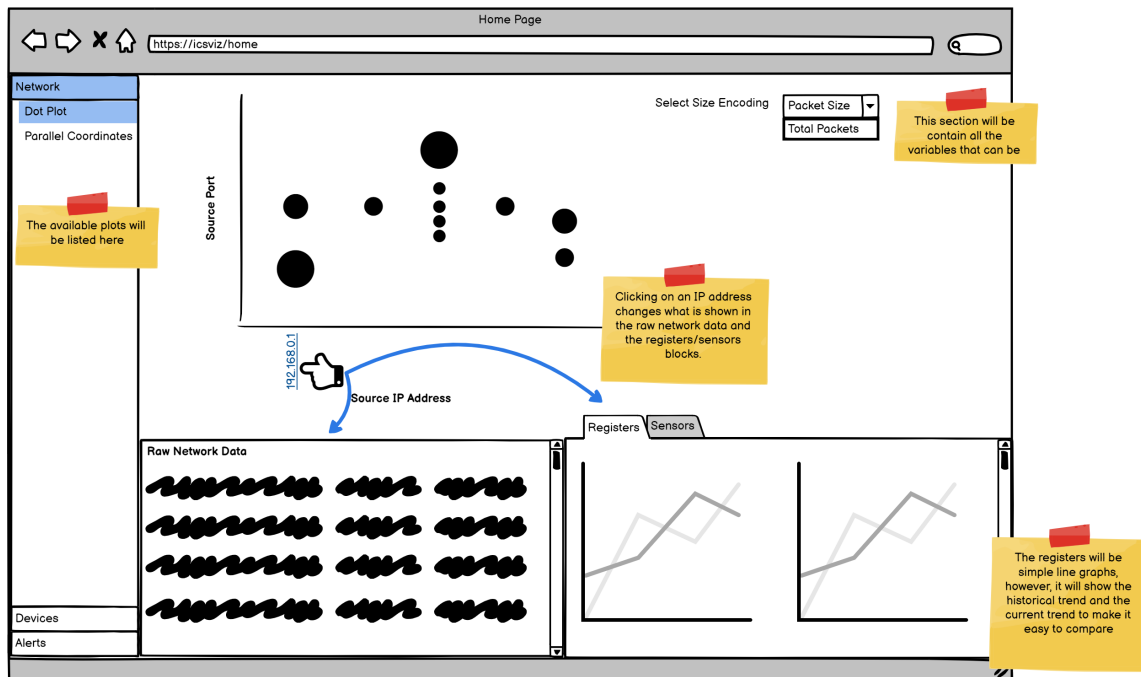 Home Page
https://icsviz/home
Network
Dot Plot
Parallel Coordinates
The available plots will
be listed here
Source Port
Select Size Encoding
Packet Size
Total Packets
This section will be
contain all the
variables that can be
Clicking on an IP address
changes what is shown in
the raw network data and
the registers/sensors
blocks.
192.168.0.1
Source IP Address
Raw Network Data
Registers
Sensors
The registers will be
simple line graphs,
however, it will show the
historical trend and the
current trend to make it
easy to compare
Devices
Alerts